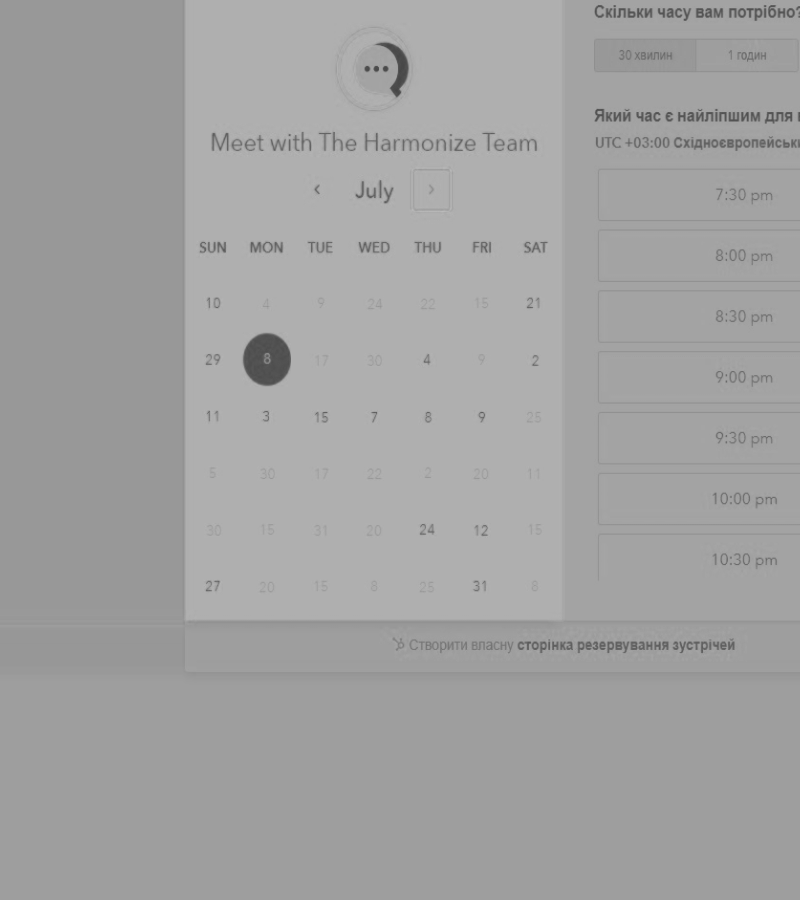 Meet with The Harmonize Team
‹ July ›
SUN MON TUE WED THU FRI SAT
10 4 9 24 22 15 21
29 8 17 30 4 9 2
11 3 15 7 8 9 25
5 30 17 22 2 20 11
30 15 31 20 24 12 15
27 20 15 8 25 31 8
Скільки часу вам потрібно?
30 хвилин 1 годин
Який час є найліпшим для
UTC +03:00
7:30 pm
8:00 pm
8:30 pm
9:00 pm
9:30 pm
10:00 pm
10:30 pm
Створити власну сторінка резервування зустрічей